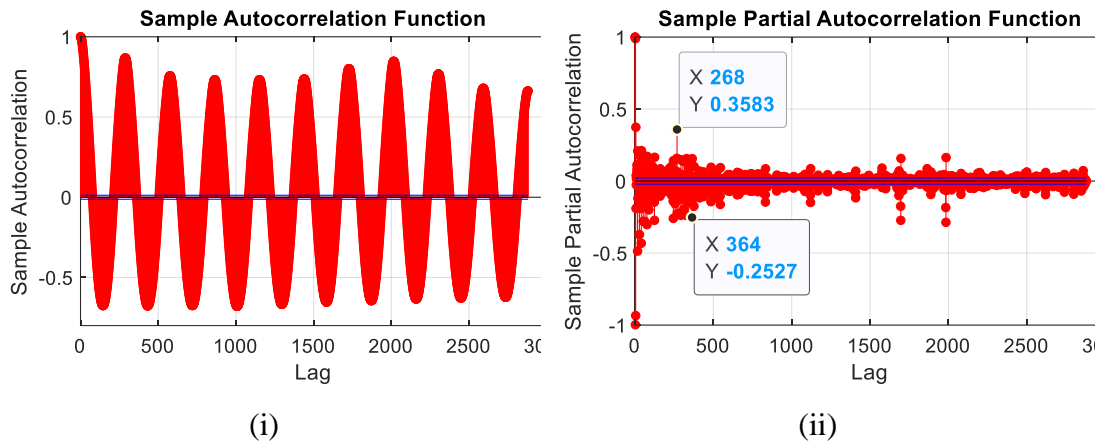 Sample Autocorrelation Function
Sample Autocorrelation
1
0.5
0
-0.5
0 500 1000 1500 2000 2500
Lag
(i)
Sample Partial Autocorrelation Function
Sample Partial Autocorrelation
1
0.5
0
-0.5
-1
X 268
Y 0.3583
X 364
Y -0.2527
0 500 1000 1500 2000 2500
Lag
(ii)